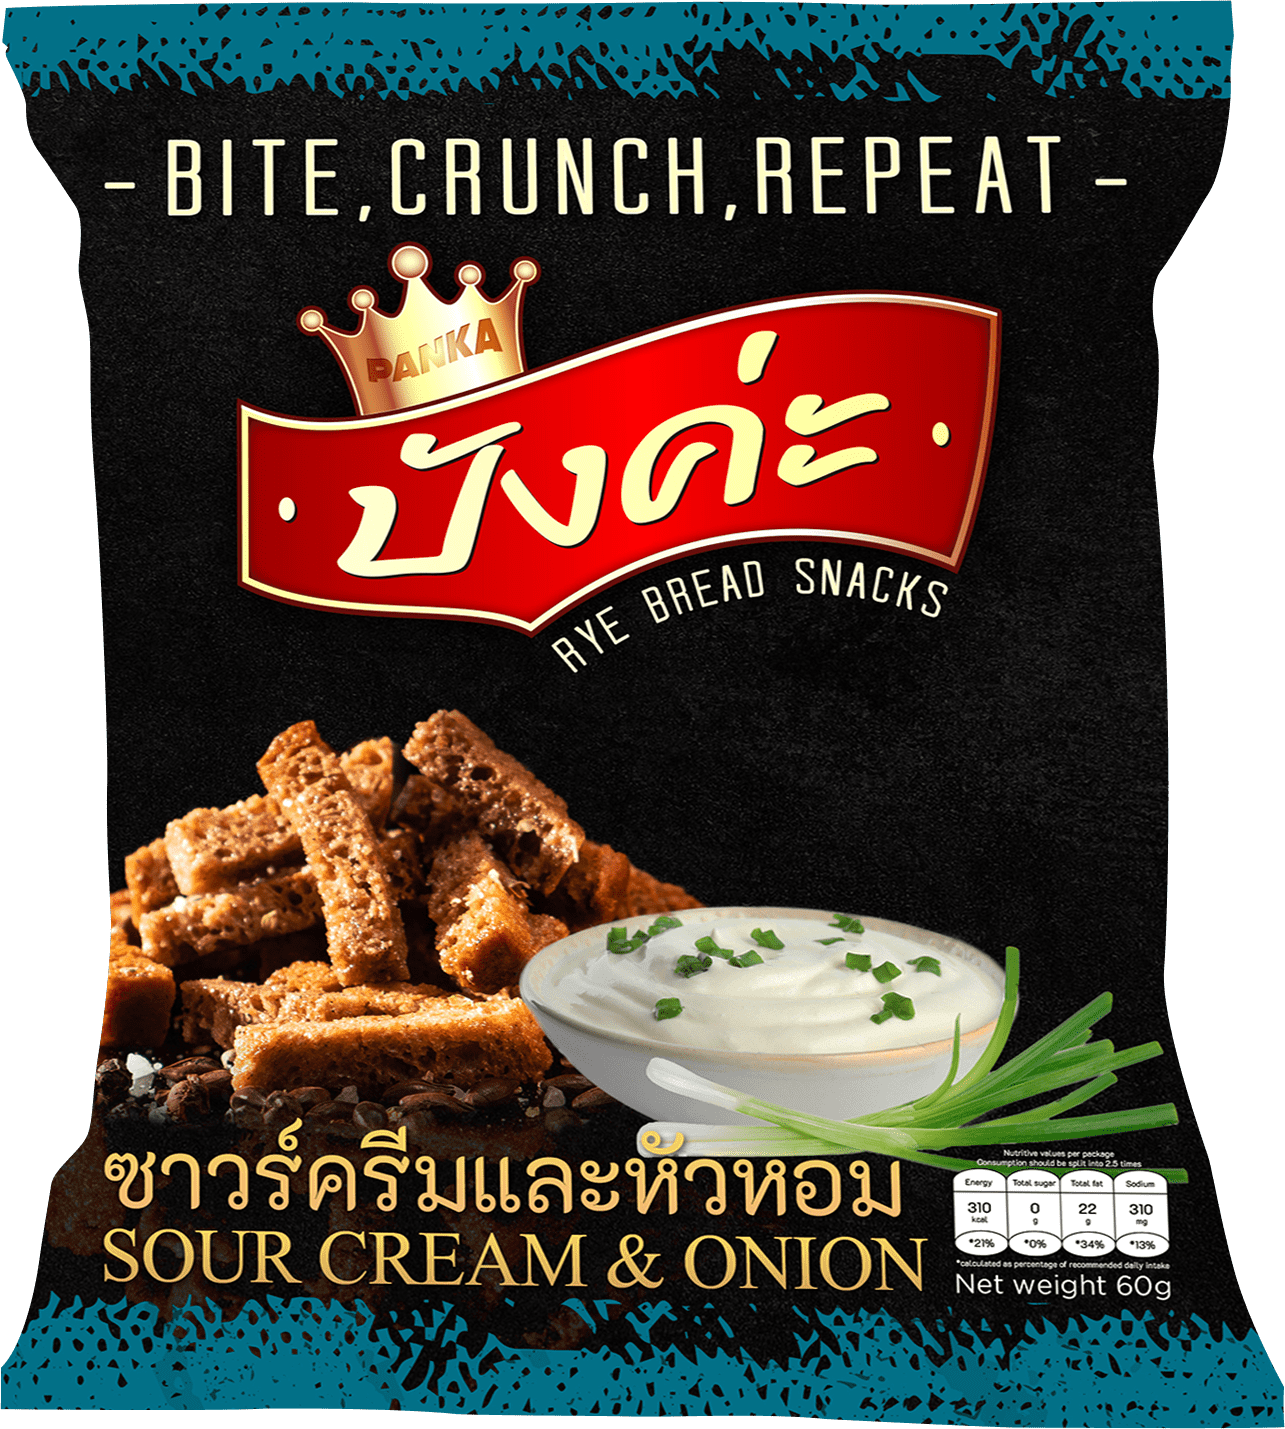 - BITE, CRUNCH, REPEAT -
PANKA
· ปังค่ะ ·
RYE BREAD SNACKS
ซาวร์ครีมและหัวหอม
SOUR CREAM & ONION
Nutritive values per package
Consumption should be split into 2.5 times
Energy Total sugar Total fat Sodium
310 0 22 310
kcal g g mg
*21% *0% *34% *13%
*calculated as percentage of recommended daily intake
Net weight 60g